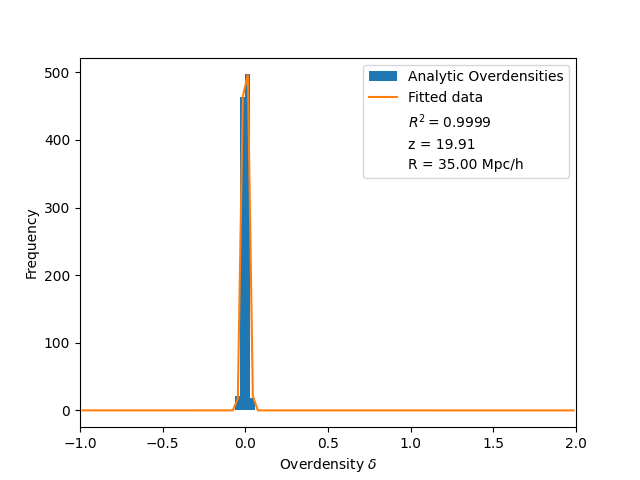 Analytic Overdensities
Fitted data
R² = 0.9999
z = 19.91
R = 35.00 Mpc/h
Frequency
500
400
300
200
100
0
−1.0 −0.5 0.0 0.5 1.0 1.5 2.0
Overdensity δ